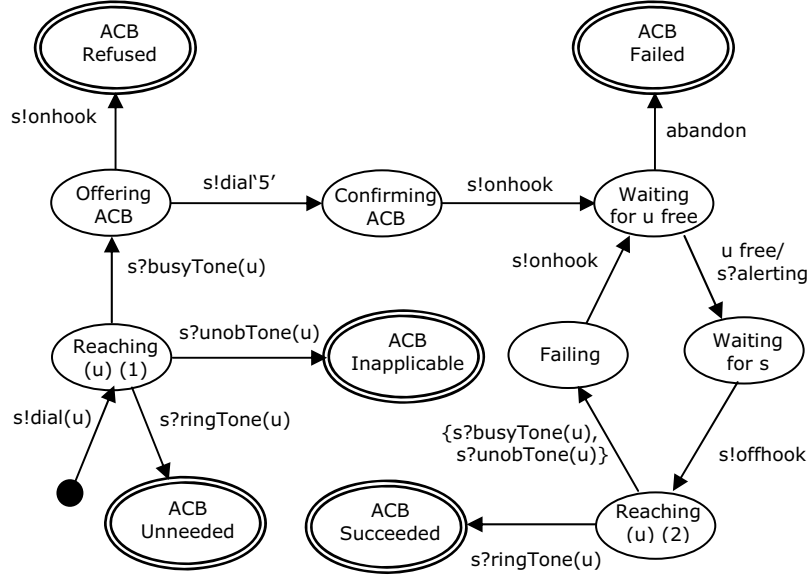 ACB
Refused
ACB
Failed
s!onhook
abandon
Offering
ACB
s!dial‘5’
Confirming
ACB
s!onhook
Waiting
for u free
s?busyTone(u)
s!onhook
u free/
s?alerting
Reaching
(u) (1)
s?unobTone(u)
ACB
Inapplicable
Failing
Waiting
for s
s!dial(u)
s?ringTone(u)
{s?busyTone(u),
s?unobTone(u)}
s!offhook
ACB
Unneeded
ACB
Succeeded
Reaching
(u) (2)
s?ringTone(u)